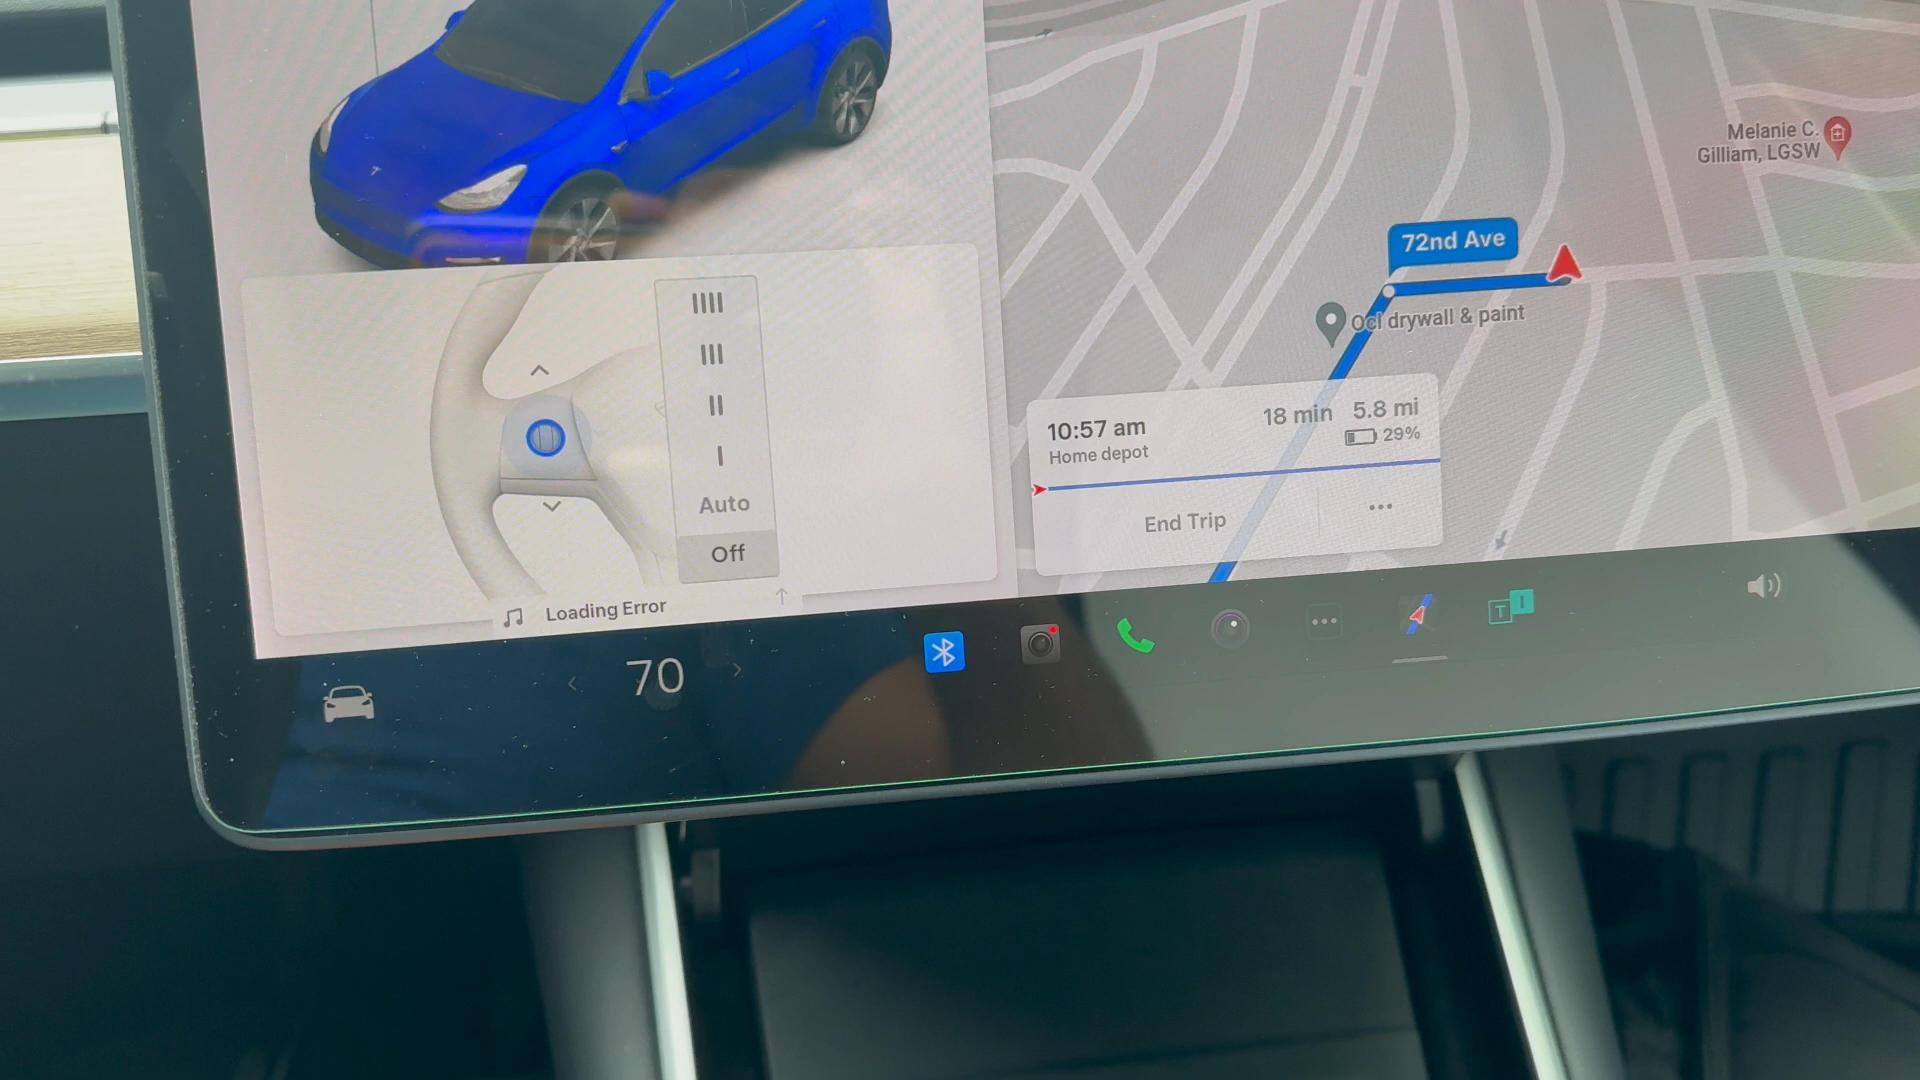 Melanie C.
Gilliam, LGSW
72nd Ave
Ocl drywall & paint
10:57 am
18 min
5.8 mi
29%
Home depot
End Trip
Auto
Off
Loading Error
70
T I